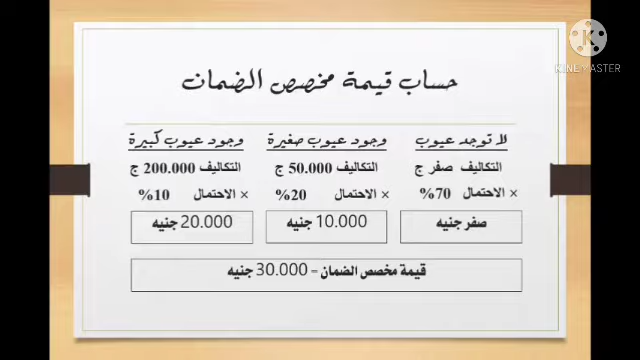 KINEMASTER
حساب قيمة مخصص الضمان
لا توجد عيوب
وجود عيوب صغيرة
وجود عيوب كبيرة
التكاليف صفر ج
التكاليف 50.000 ج
التكاليف 200.000 ج
× الاحتمال 70%
× الاحتمال 20%
× الاحتمال 10%
صفر جنيه
10.000 جنيه
20.000 جنيه
قيمة مخصص الضمان = 30.000 جنيه